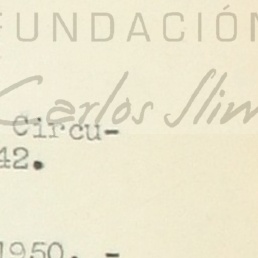 FUNDACIÓN
Carlos Slim
Circu-
42.
1950. -